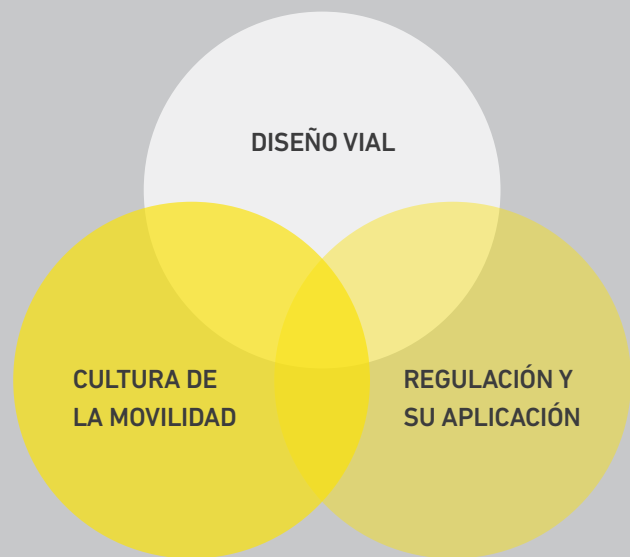 DISEÑO VIAL
CULTURA DE
LA MOVILIDAD
REGULACIÓN Y
SU APLICACIÓN